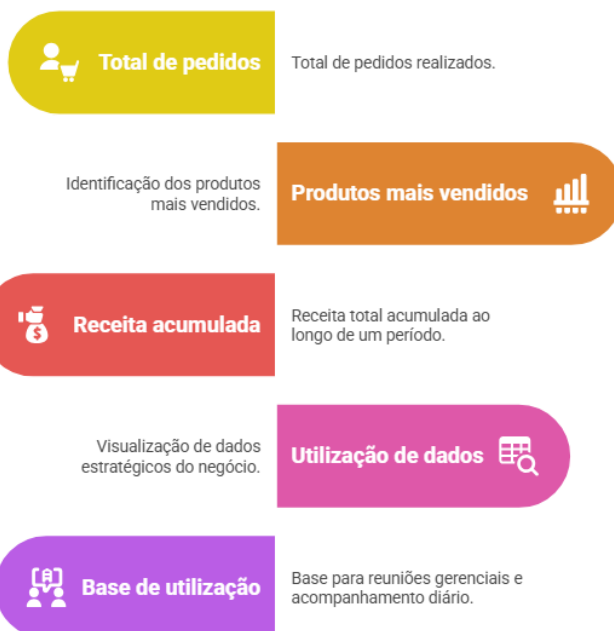 Total de pedidos
Total de pedidos realizados.
Identificação dos produtos
mais vendidos.
Produtos mais vendidos
Receita acumulada
Receita total acumulada ao
longo de um período.
Visualização de dados
estratégicos do negócio.
Utilização de dados
Base de utilização
Base para reuniões gerenciais e
acompanhamento diário.